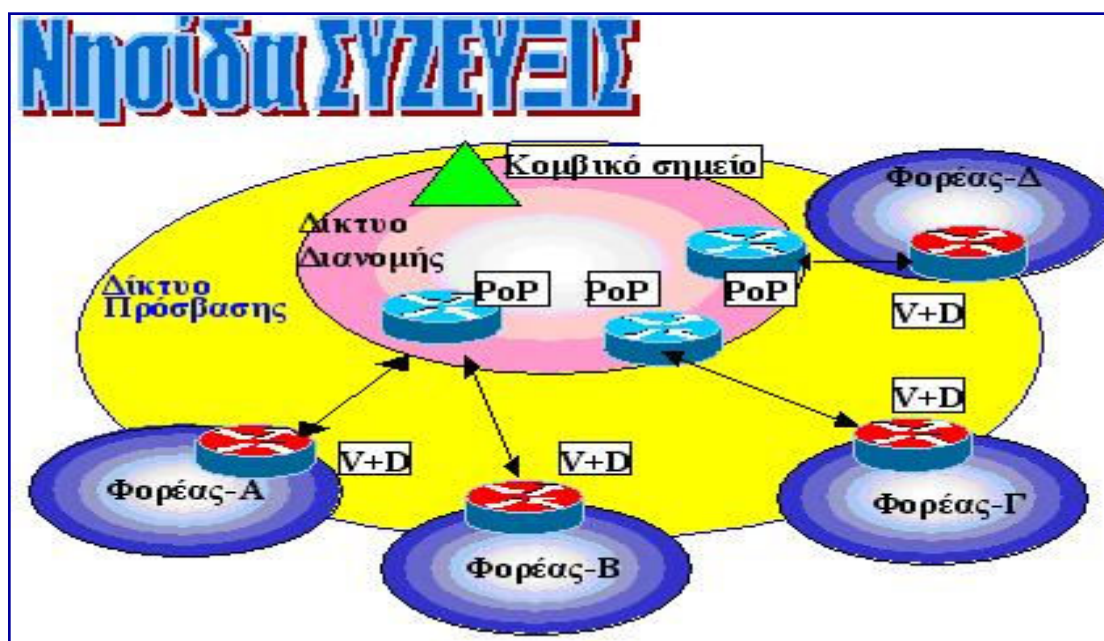 Νησίδα ΣΥΖΕΥΞΙΣ
Κομβικό σημείο
Φορέας-Δ
Δίκτυο
Διανομής
Δίκτυο
Πρόσβασης
PoP
PoP
PoP
V+D
V+D
V+D
V+D
Φορέας-Α
Φορέας-Β
Φορέας-Γ